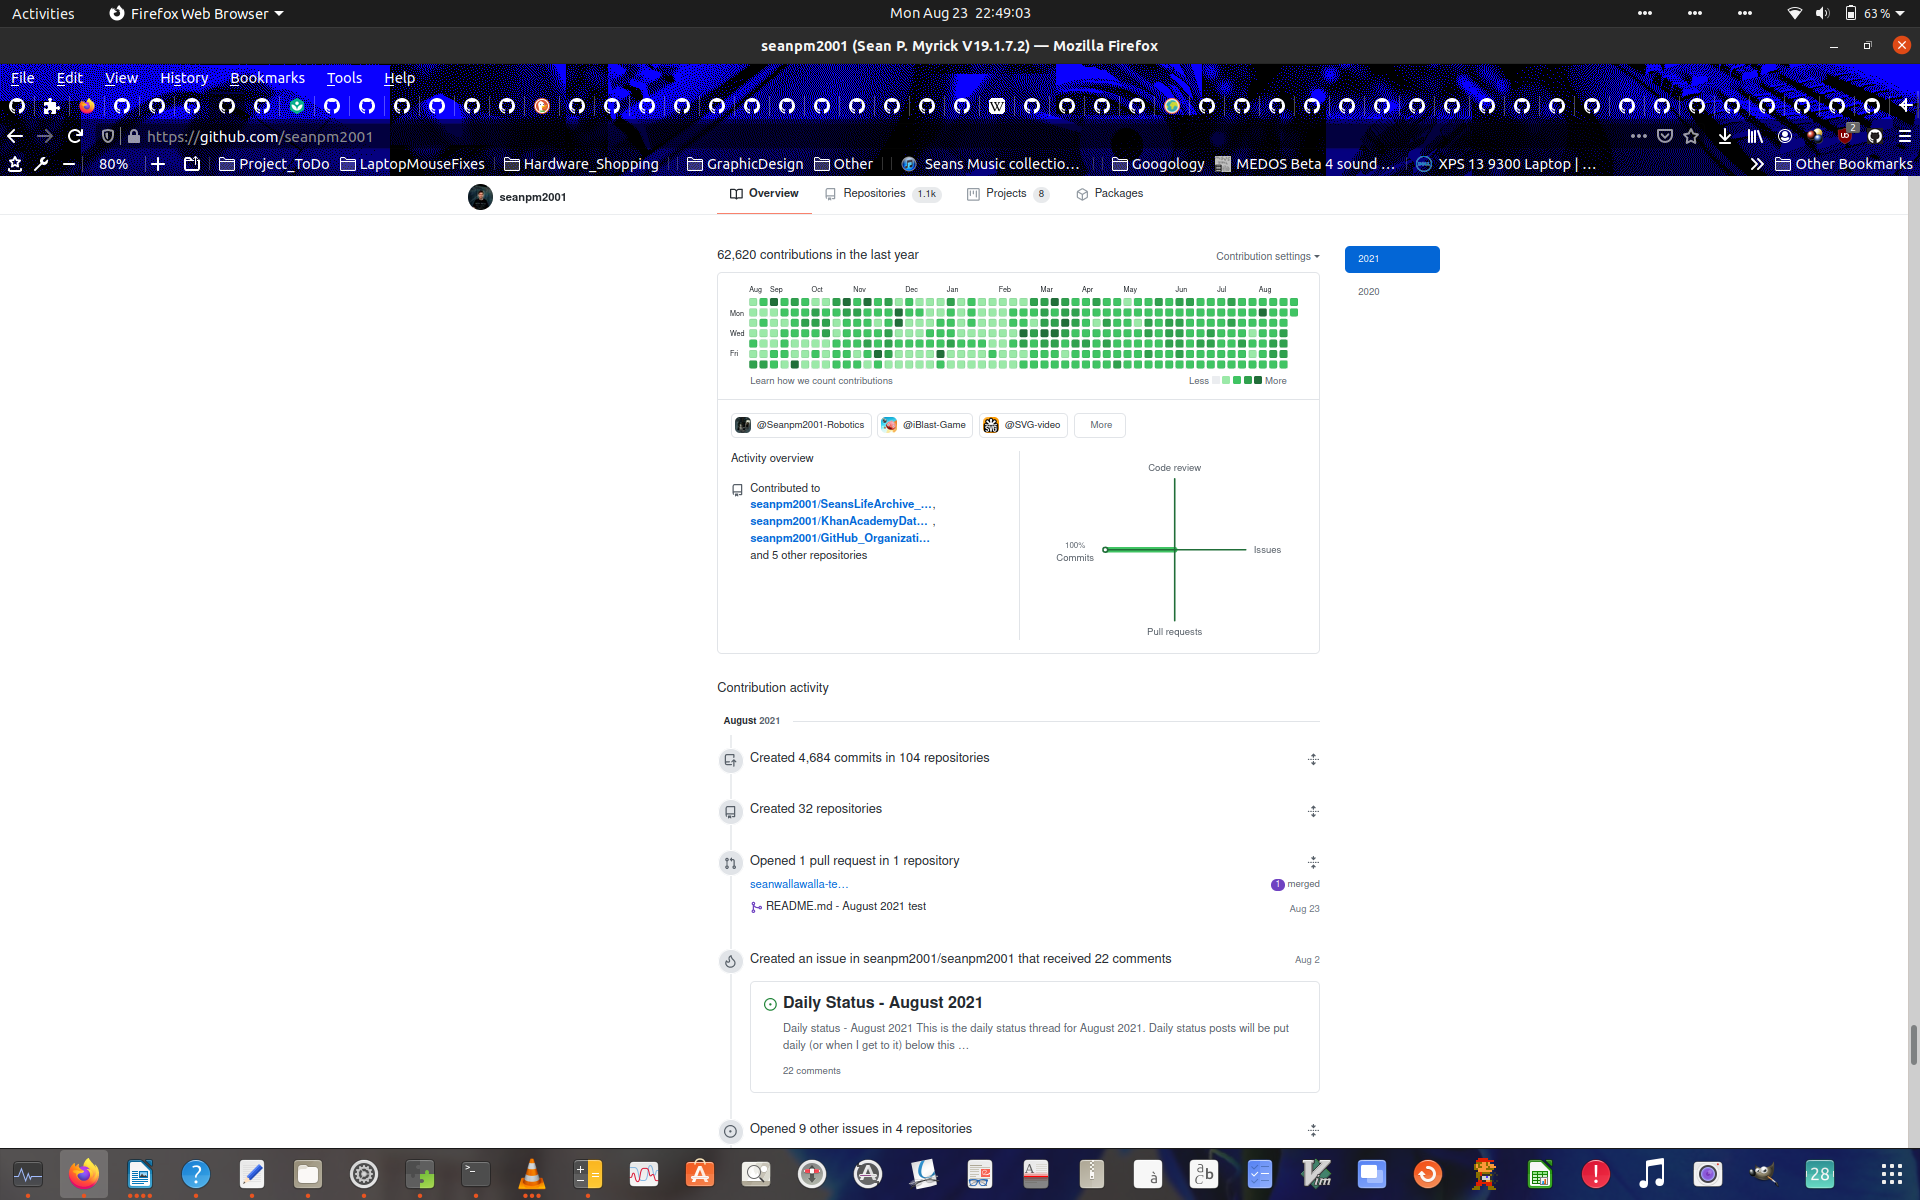 Activities Firefox Web Browser Mon Aug 23 22:49:03 63 %
seanpm2001 (Sean P. Myrick V19.1.7.2) — Mozilla Firefox
File Edit View History Bookmarks Tools Help
https://github.com/seanpm2001 2
80% Project_ToDo LaptopMouseFixes Hardware_Shopping GraphicDesign Other Seans Music collectio... Googology MEDOS Beta 4 sound ... XPS 13 9300 Laptop | ... Other Bookmarks
seanpm2001 Overview Repositories 1.1k Projects 8 Packages
62,620 contributions in the last year Contribution settings 2021
2020
Aug Sep Oct Nov Dec Jan Feb Mar Apr May Jun Jul Aug
Mon
Wed
Fri
Learn how we count contributions Less More
@Seanpm2001-Robotics @iBlast-Game @SVG-video More
Activity overview
Code review
Contributed to
seanpm2001/SeansLifeArchive_...,
seanpm2001/KhanAcademyDat... ,
seanpm2001/GitHub_Organizati...
and 5 other repositories
100%
Commits
Issues
Pull requests
Contribution activity
August 2021
Created 4,684 commits in 104 repositories
Created 32 repositories
Opened 1 pull request in 1 repository
seanwallawalla-te... 1 merged
README.md - August 2021 test Aug 23
Created an issue in seanpm2001/seanpm2001 that received 22 comments Aug 2
Daily Status - August 2021
Daily status - August 2021 This is the daily status thread for August 2021. Daily status posts will be put
daily (or when I get to it) below this ...
22 comments
Opened 9 other issues in 4 repositories
28